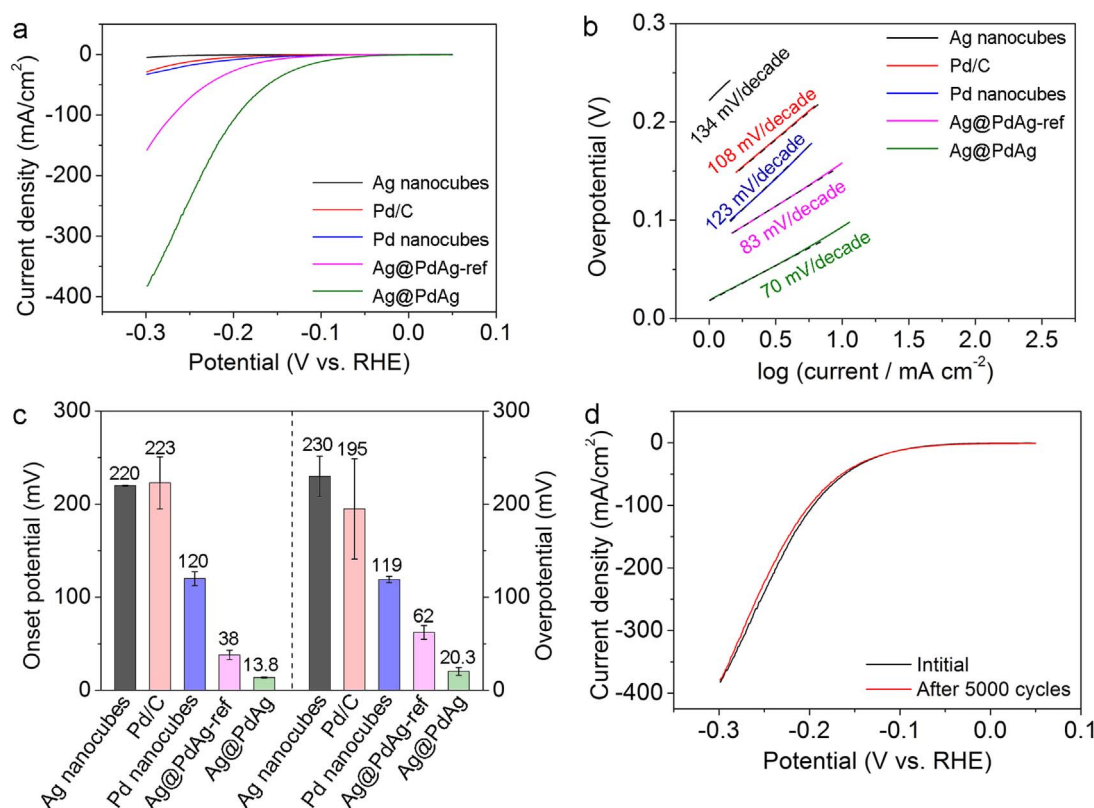 a
0
-100
-200
-300
-400
Current density (mA/cm²)
Ag nanocubes
Pd/C
Pd nanocubes
Ag@PdAg-ref
Ag@PdAg
-0.3
-0.2
-0.1
0.0
0.1
Potential (V vs. RHE)
b
0.3
0.2
0.1
0.0
Overpotential (V)
134 mV/decade
108 mV/decade
123 mV/decade
83 mV/decade
70 mV/decade
Ag nanocubes
Pd/C
Pd nanocubes
Ag@PdAg-ref
Ag@PdAg
0.0
0.5
1.0
1.5
2.0
2.5
log (current / mA cm⁻²)
c
300
200
100
0
Onset potential (mV)
220
223
120
38
13.8
230
195
119
62
20.3
300
200
100
0
Overpotential (mV)
Ag nanocubes
Pd/C
Pd nanocubes
Ag@PdAg-ref
Ag@PdAg
Ag nanocubes
Pd/C
Pd nanocubes
Ag@PdAg-ref
Ag@PdAg
d
0
-100
-200
-300
-400
Current density (mA/cm²)
Intitial
After 5000 cycles
-0.3
-0.2
-0.1
0.0
0.1
Potential (V vs. RHE)